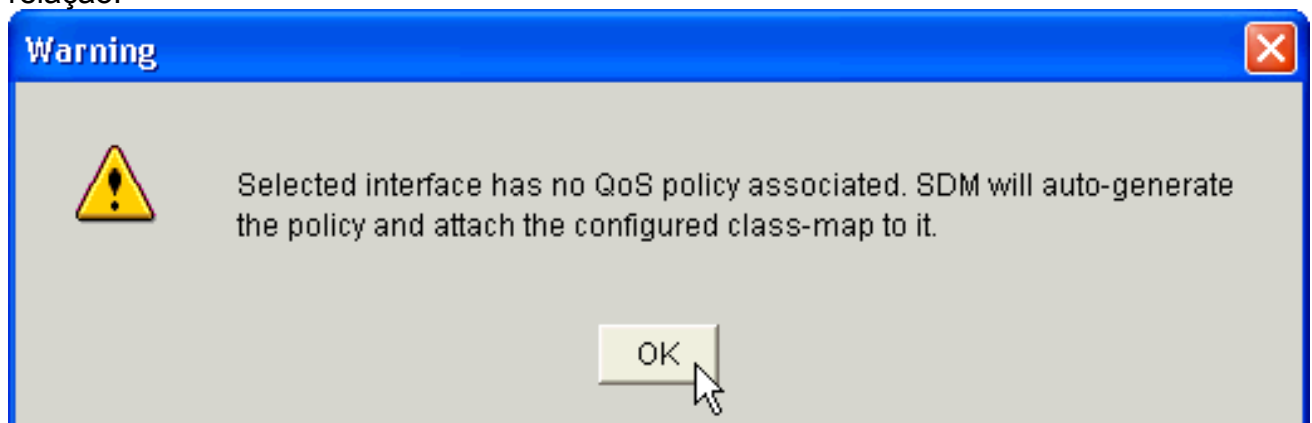 relação.
Warning
Selected interface has no QoS policy associated. SDM will auto-generate
the policy and attach the configured class-map to it.
OK